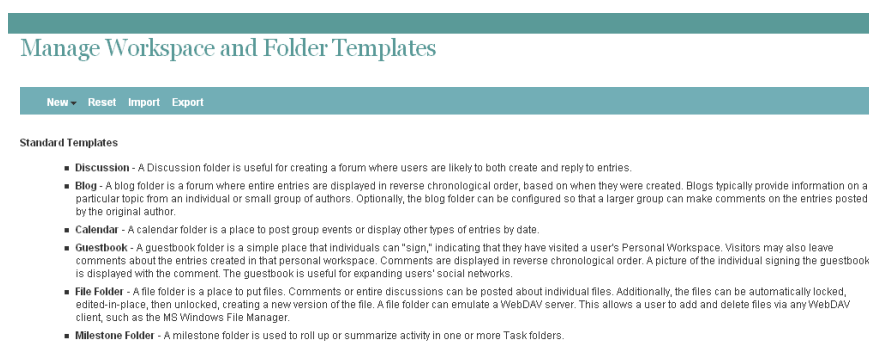 Manage Workspace and Folder Templates
New Reset Import Export
Standard Templates
Discussion - A Discussion folder is useful for creating a forum where users are likely to both create and reply to entries.
Blog - A blog folder is a forum where entire entries are displayed in reverse chronological order, based on when they were created. Blogs typically provide information on a
particular topic from an individual or small group of authors. Optionally, the blog folder can be configured so that a larger group can make comments on the entries posted
by the original author.
Calendar - A calendar folder is a place to post group events or display other types of entries by date.
Guestbook - A guestbook folder is a simple place that individuals can "sign," indicating that they have visited a user's Personal Workspace. Visitors may also leave
comments about the entries created in that personal workspace. Comments are displayed in reverse chronological order. A picture of the individual signing the guestbook
is displayed with the comment. The guestbook is useful for expanding users' social networks.
File Folder - A file folder is a place to put files. Comments or entire discussions can be posted about individual files. Additionally, the files can be automatically locked,
edited-in-place, then unlocked, creating a new version of the file. A file folder can emulate a WebDAV server. This allows a user to add and delete files via any WebDAV
client, such as the MS Windows File Manager.
Milestone Folder - A milestone folder is used to roll up or summarize activity in one or more Task folders.